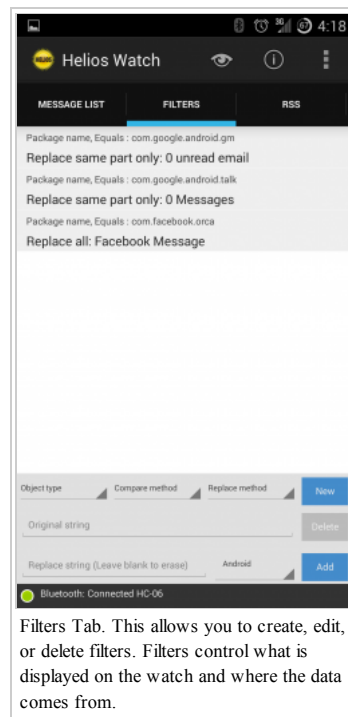 3G 67 4:18
HELIOS Helios Watch
MESSAGE LIST FILTERS RSS
Package name, Equals : com.google.android.gm
Replace same part only: 0 unread email
Package name, Equals : com.google.android.talk
Replace same part only: 0 Messages
Package name, Equals : com.facebook.orca
Replace all: Facebook Message
Object type Compare method Replace method New
Original string Delete
Replace string (Leave blank to erase) Android Add
Bluetooth: Connected HC-06
Filters Tab. This allows you to create, edit,
or delete filters. Filters control what is
displayed on the watch and where the data
comes from.